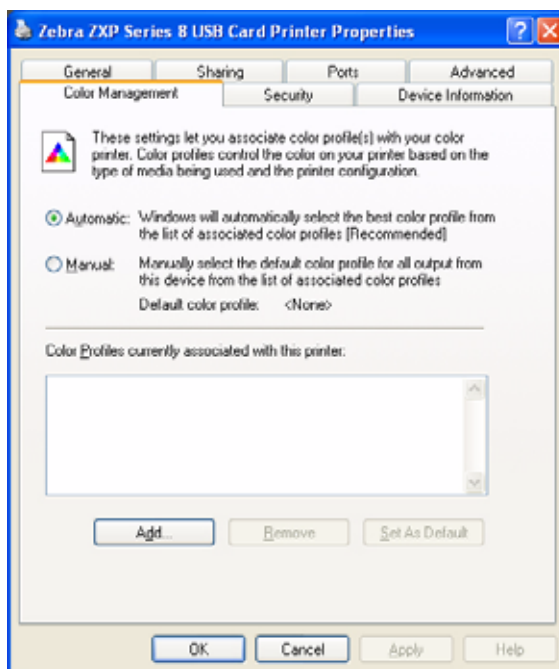 Zebra ZXP Series 8 USB Card Printer Properties
General Sharing Ports Advanced
Color Management Security Device Information
These settings let you associate color profile(s) with your color
printer. Color profiles control the color on your printer based on the
type of media being used and the printer configuration.
Automatic: Windows will automatically select the best color profile from
the list of associated color profiles [Recommended]
Manual: Manually select the default color profile for all output from
this device from the list of associated color profiles
Default color profile: <None>
Color Profiles currently associated with this printer:
Add... Remove Set As Default
OK Cancel Apply Help